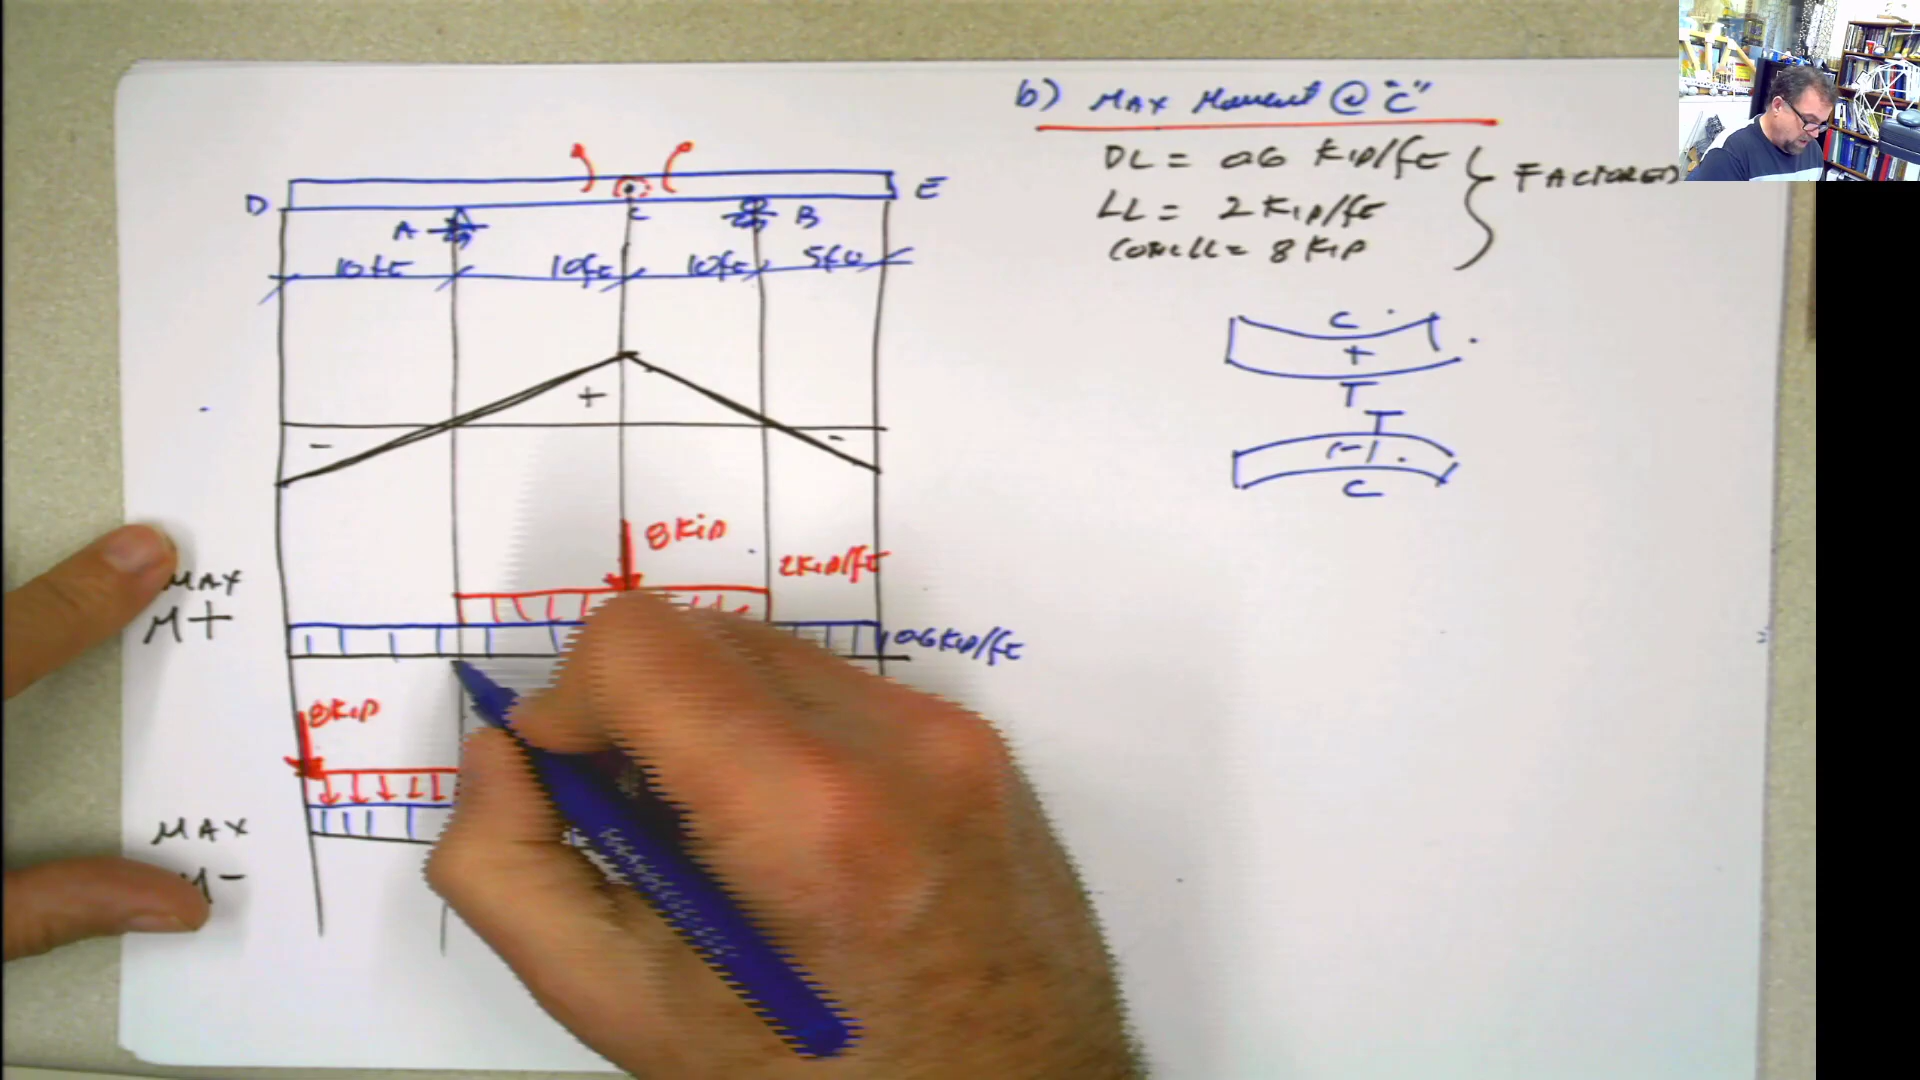 b) MAX Moment @ "C"
DL = 0.6 KIP/ft
LL = 2 KIP/ft
Conc LL = 8 KIP
FACTORED
D
E
A
C
B
10ft
10ft
10ft
5ft
C
+
T
T
(-)
C
+
-
-
8KIP
2KIP/ft
MAX
M+
0.6KIP/ft
8KIP
MAX
M-